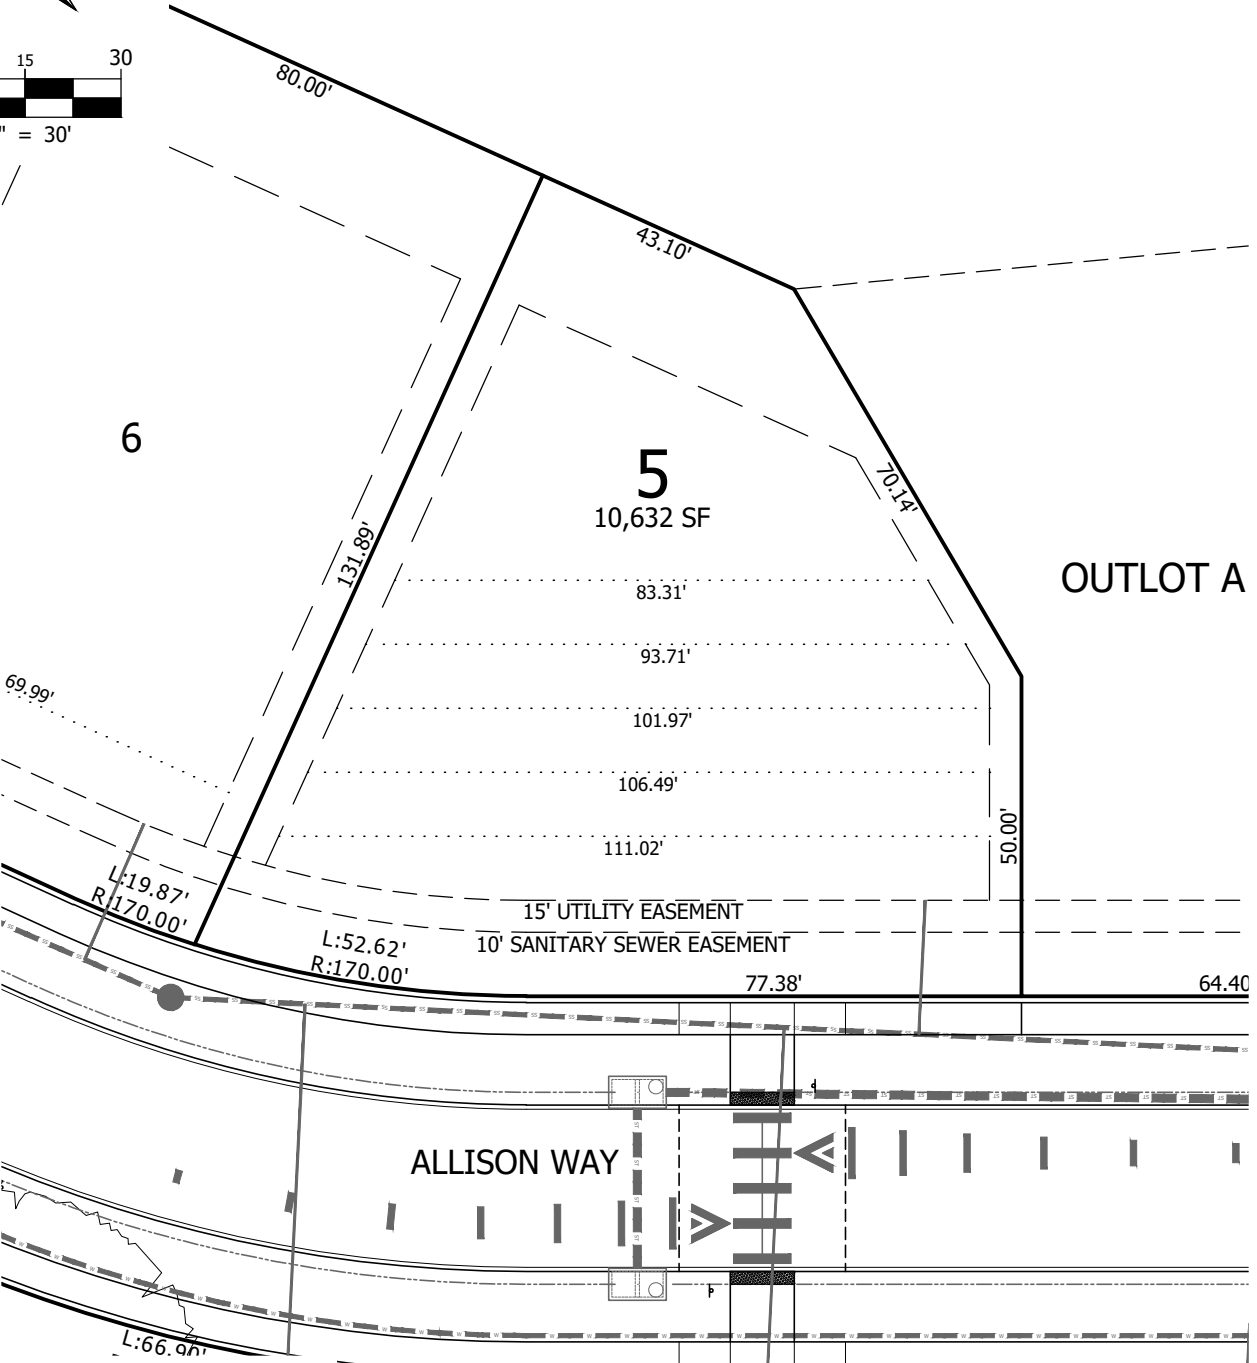 15 30
" = 30'
80.00'
43.10'
6
5
10,632 SF
70.14'
131.89'
OUTLOT A
83.31'
93.71'
69.99'
101.97'
106.49'
50.00'
111.02'
L:19.87'
R:170.00'
15' UTILITY EASEMENT
L:52.62'
R:170.00'
10' SANITARY SEWER EASEMENT
77.38'
64.40
ALLISON WAY
L:66.90'